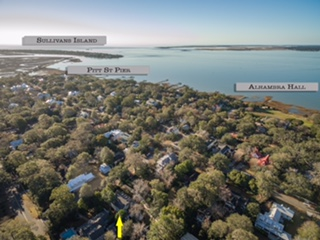 Sullivans Island
Pitt St Pier
Alhambra Hall